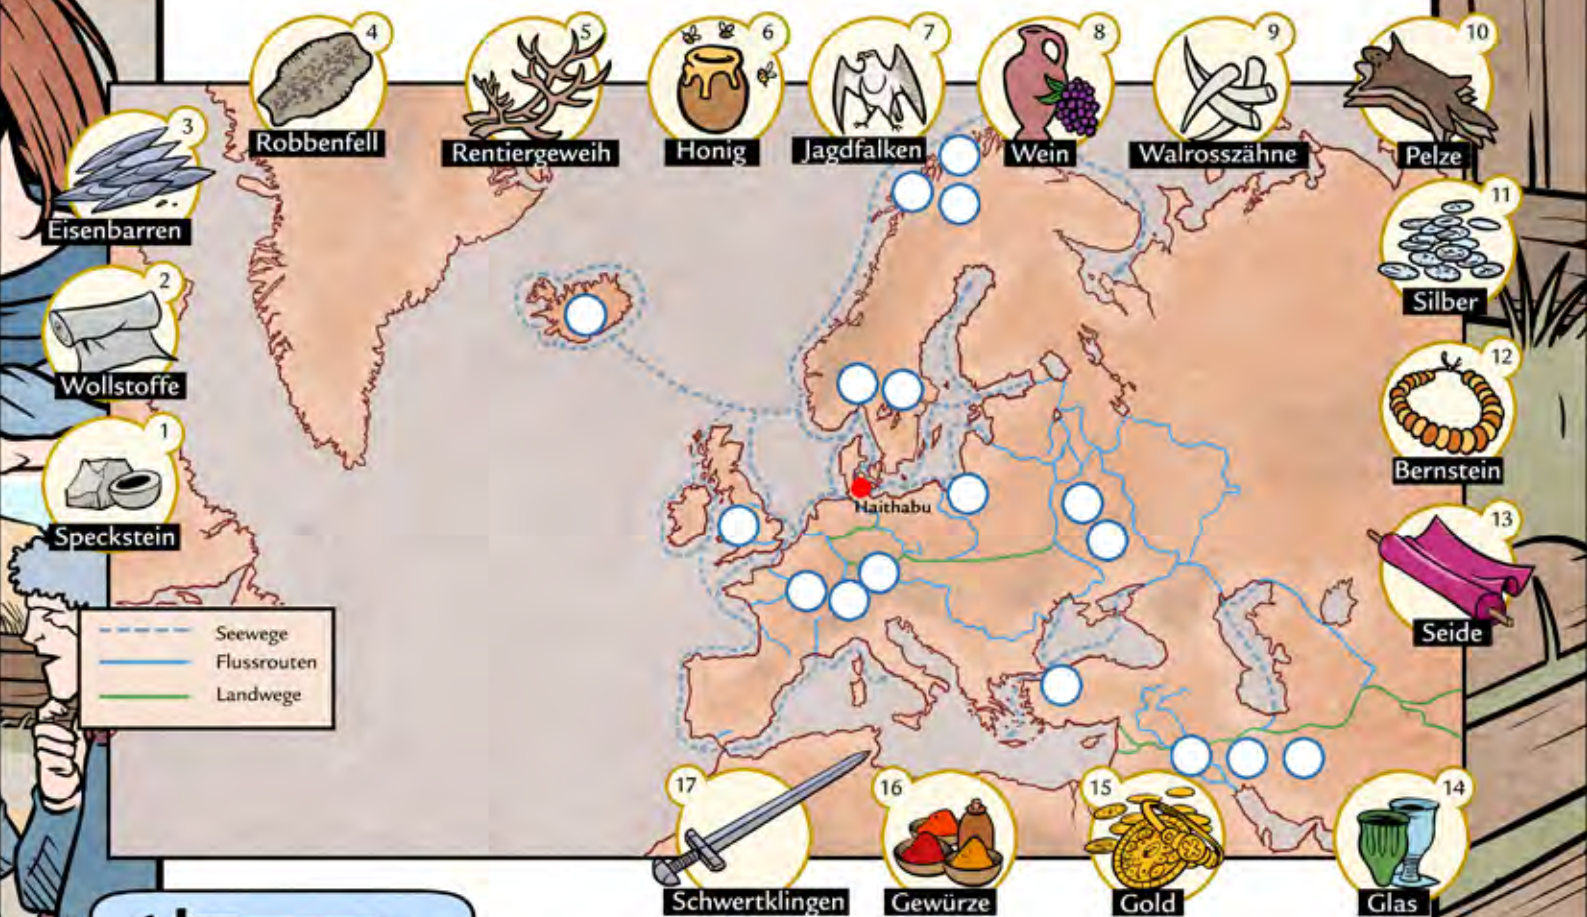 4
Robbenfell
5
Rentiergeweih
6
Honig
7
Jagdfalken
8
Wein
9
Walrosszähne
10
Pelze
3
Eisenbarren
2
Wollstoffe
1
Speckstein
11
Silber
12
Bernstein
13
Seide
Haithabu
Seewege
Flussrouten
Landwege
17
Schwertklingen
16
Gewürze
15
Gold
14
Glas